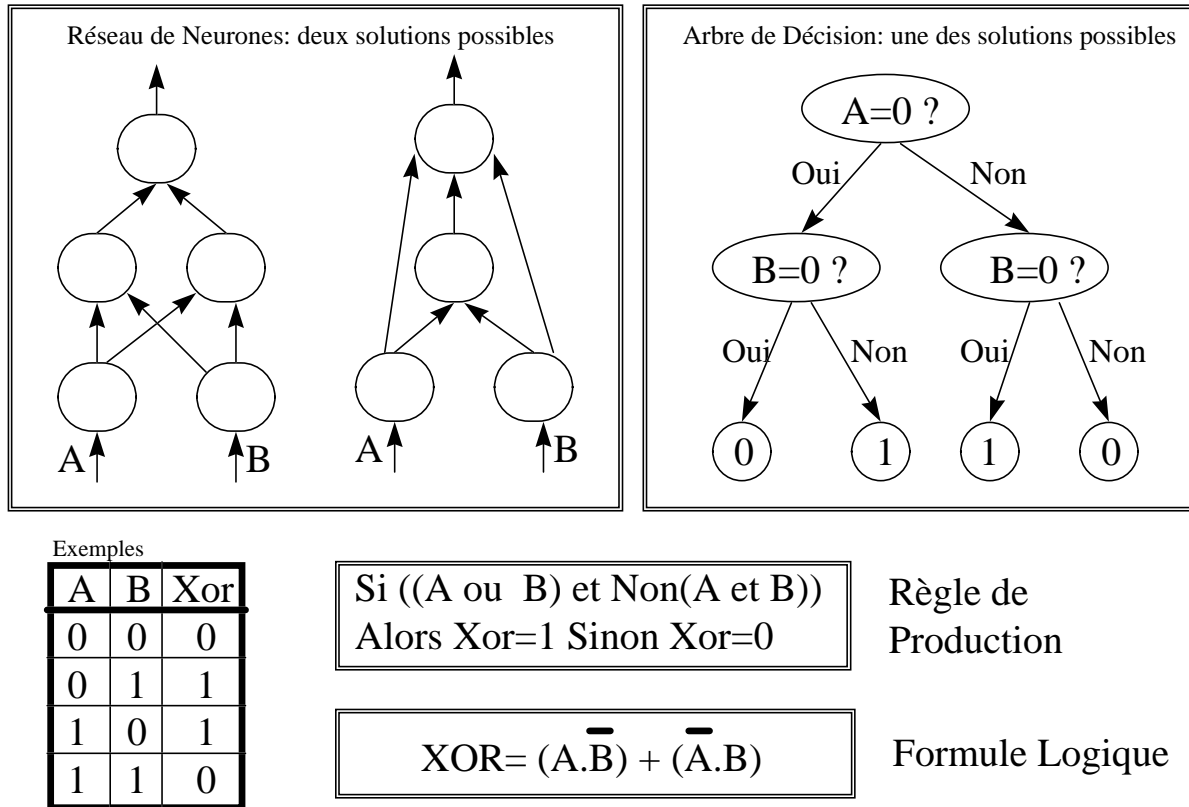 Réseau de Neurones: deux solutions possibles
A B
A B
Arbre de Décision: une des solutions possibles
A=0 ?
Oui Non
B=0 ? B=0 ?
Oui Non Oui Non
0 1 1 0
Exemples
A B Xor
0 0 0
0 1 1
1 0 1
1 1 0
Si ((A ou B) et Non(A et B))
Alors Xor=1 Sinon Xor=0
Règle de
Production
XOR= (A.B̅) + (A̅.B)
Formule Logique